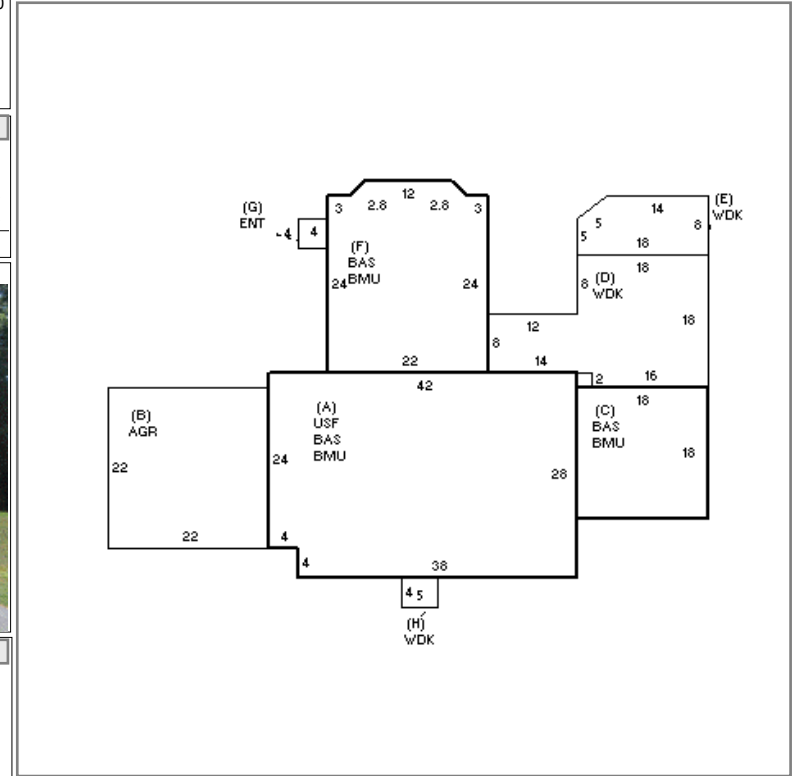 12
3 2.8 2.8 3
(G)
ENT
4 4
(F)
BAS
BMU
24 24
22
(E)
WDK
14
5 5 8
18
18
8 (D)
WDK
18
12
8
14
2 16
42
18
(B)
AGR
22
22
(A)
USF
BAS
BMU
24
28
(C)
BAS
BMU
18
4
4
38
4 5
(H)
WDK